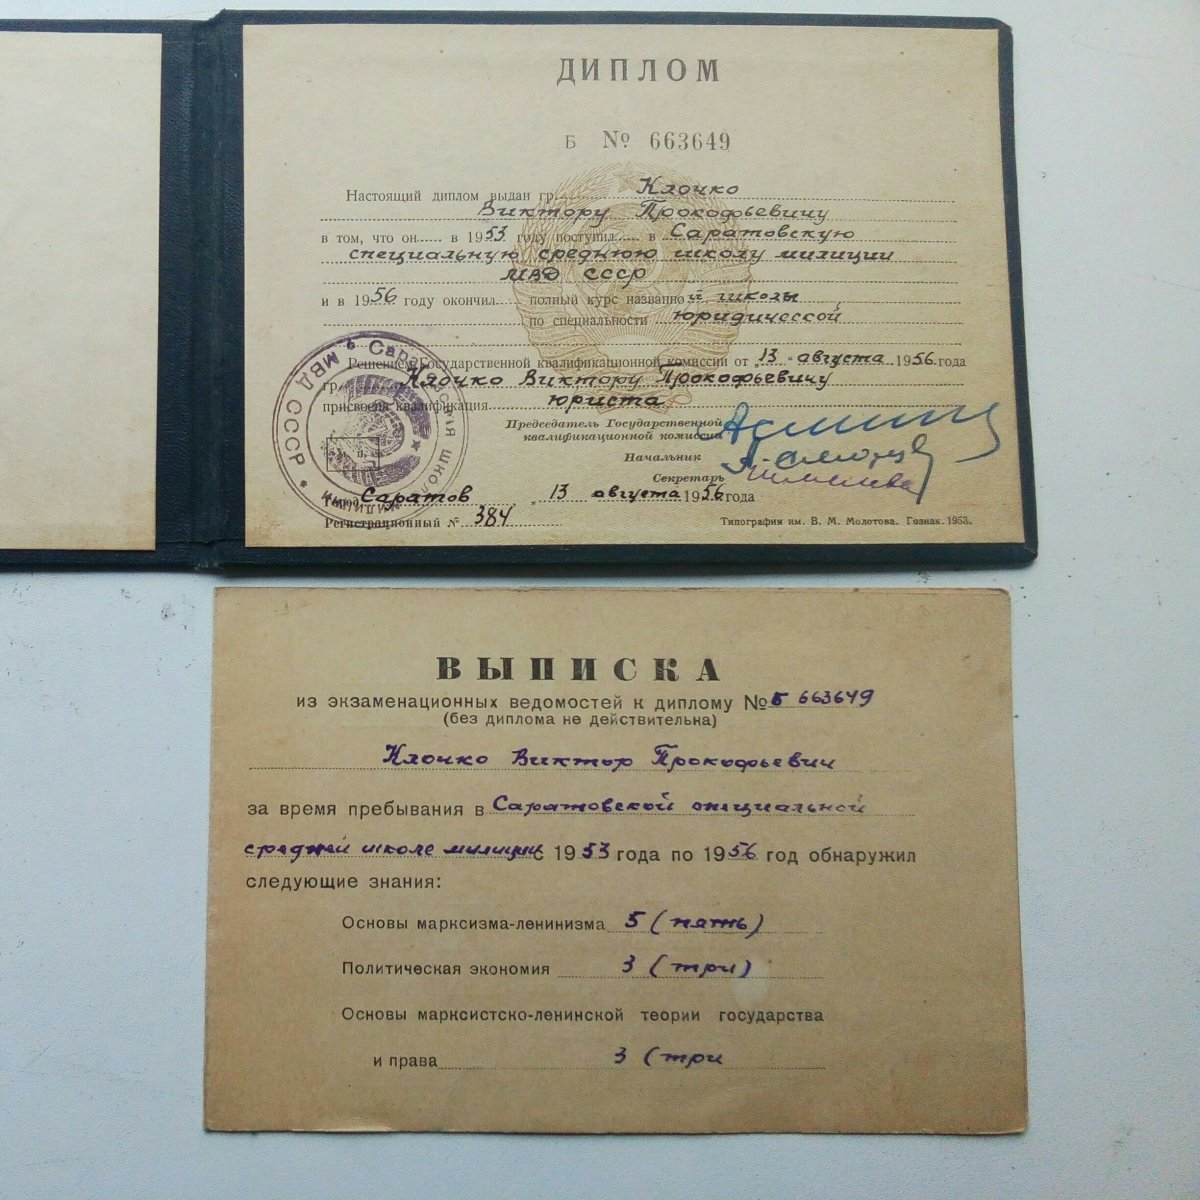 ДИПЛОМ
Б № 663649
Настоящий диплом выдан гр. Клочко
Виктору Прокофьевичу
в том, что он в 1953 году поступил в Саратовскую
специальную среднюю школу милиции
МВД СССР
и в 1956 году окончил полный курс названной школы
по специальности юридической
Решением Государственной квалификационной комиссии от „13“ августа 1956 года
гр. Клочко Виктору Прокофьевичу
присвоена квалификация юриста
Председатель Государственной
квалификационной комиссии
Начальник
Секретарь
Город Саратов „13 августа 1956 года
Регистрационный № 384
Типография им. В. М. Молотова. Гознак. 1953.
МВД СССР • Саратовская школа милиции
М. П.
ВЫПИСКА
из экзаменационных ведомостей к диплому № Б 663649
(без диплома не действительна)
Клочко Виктор Прокофьевич
за время пребывания в Саратовской специальной
средней школе милиции с 1953 года по 1956 год обнаружил
следующие знания:
Основы марксизма-ленинизма 5 (пять)
Политическая экономия 3 (три)
Основы марксистско-ленинской теории государства
и права 3 (три